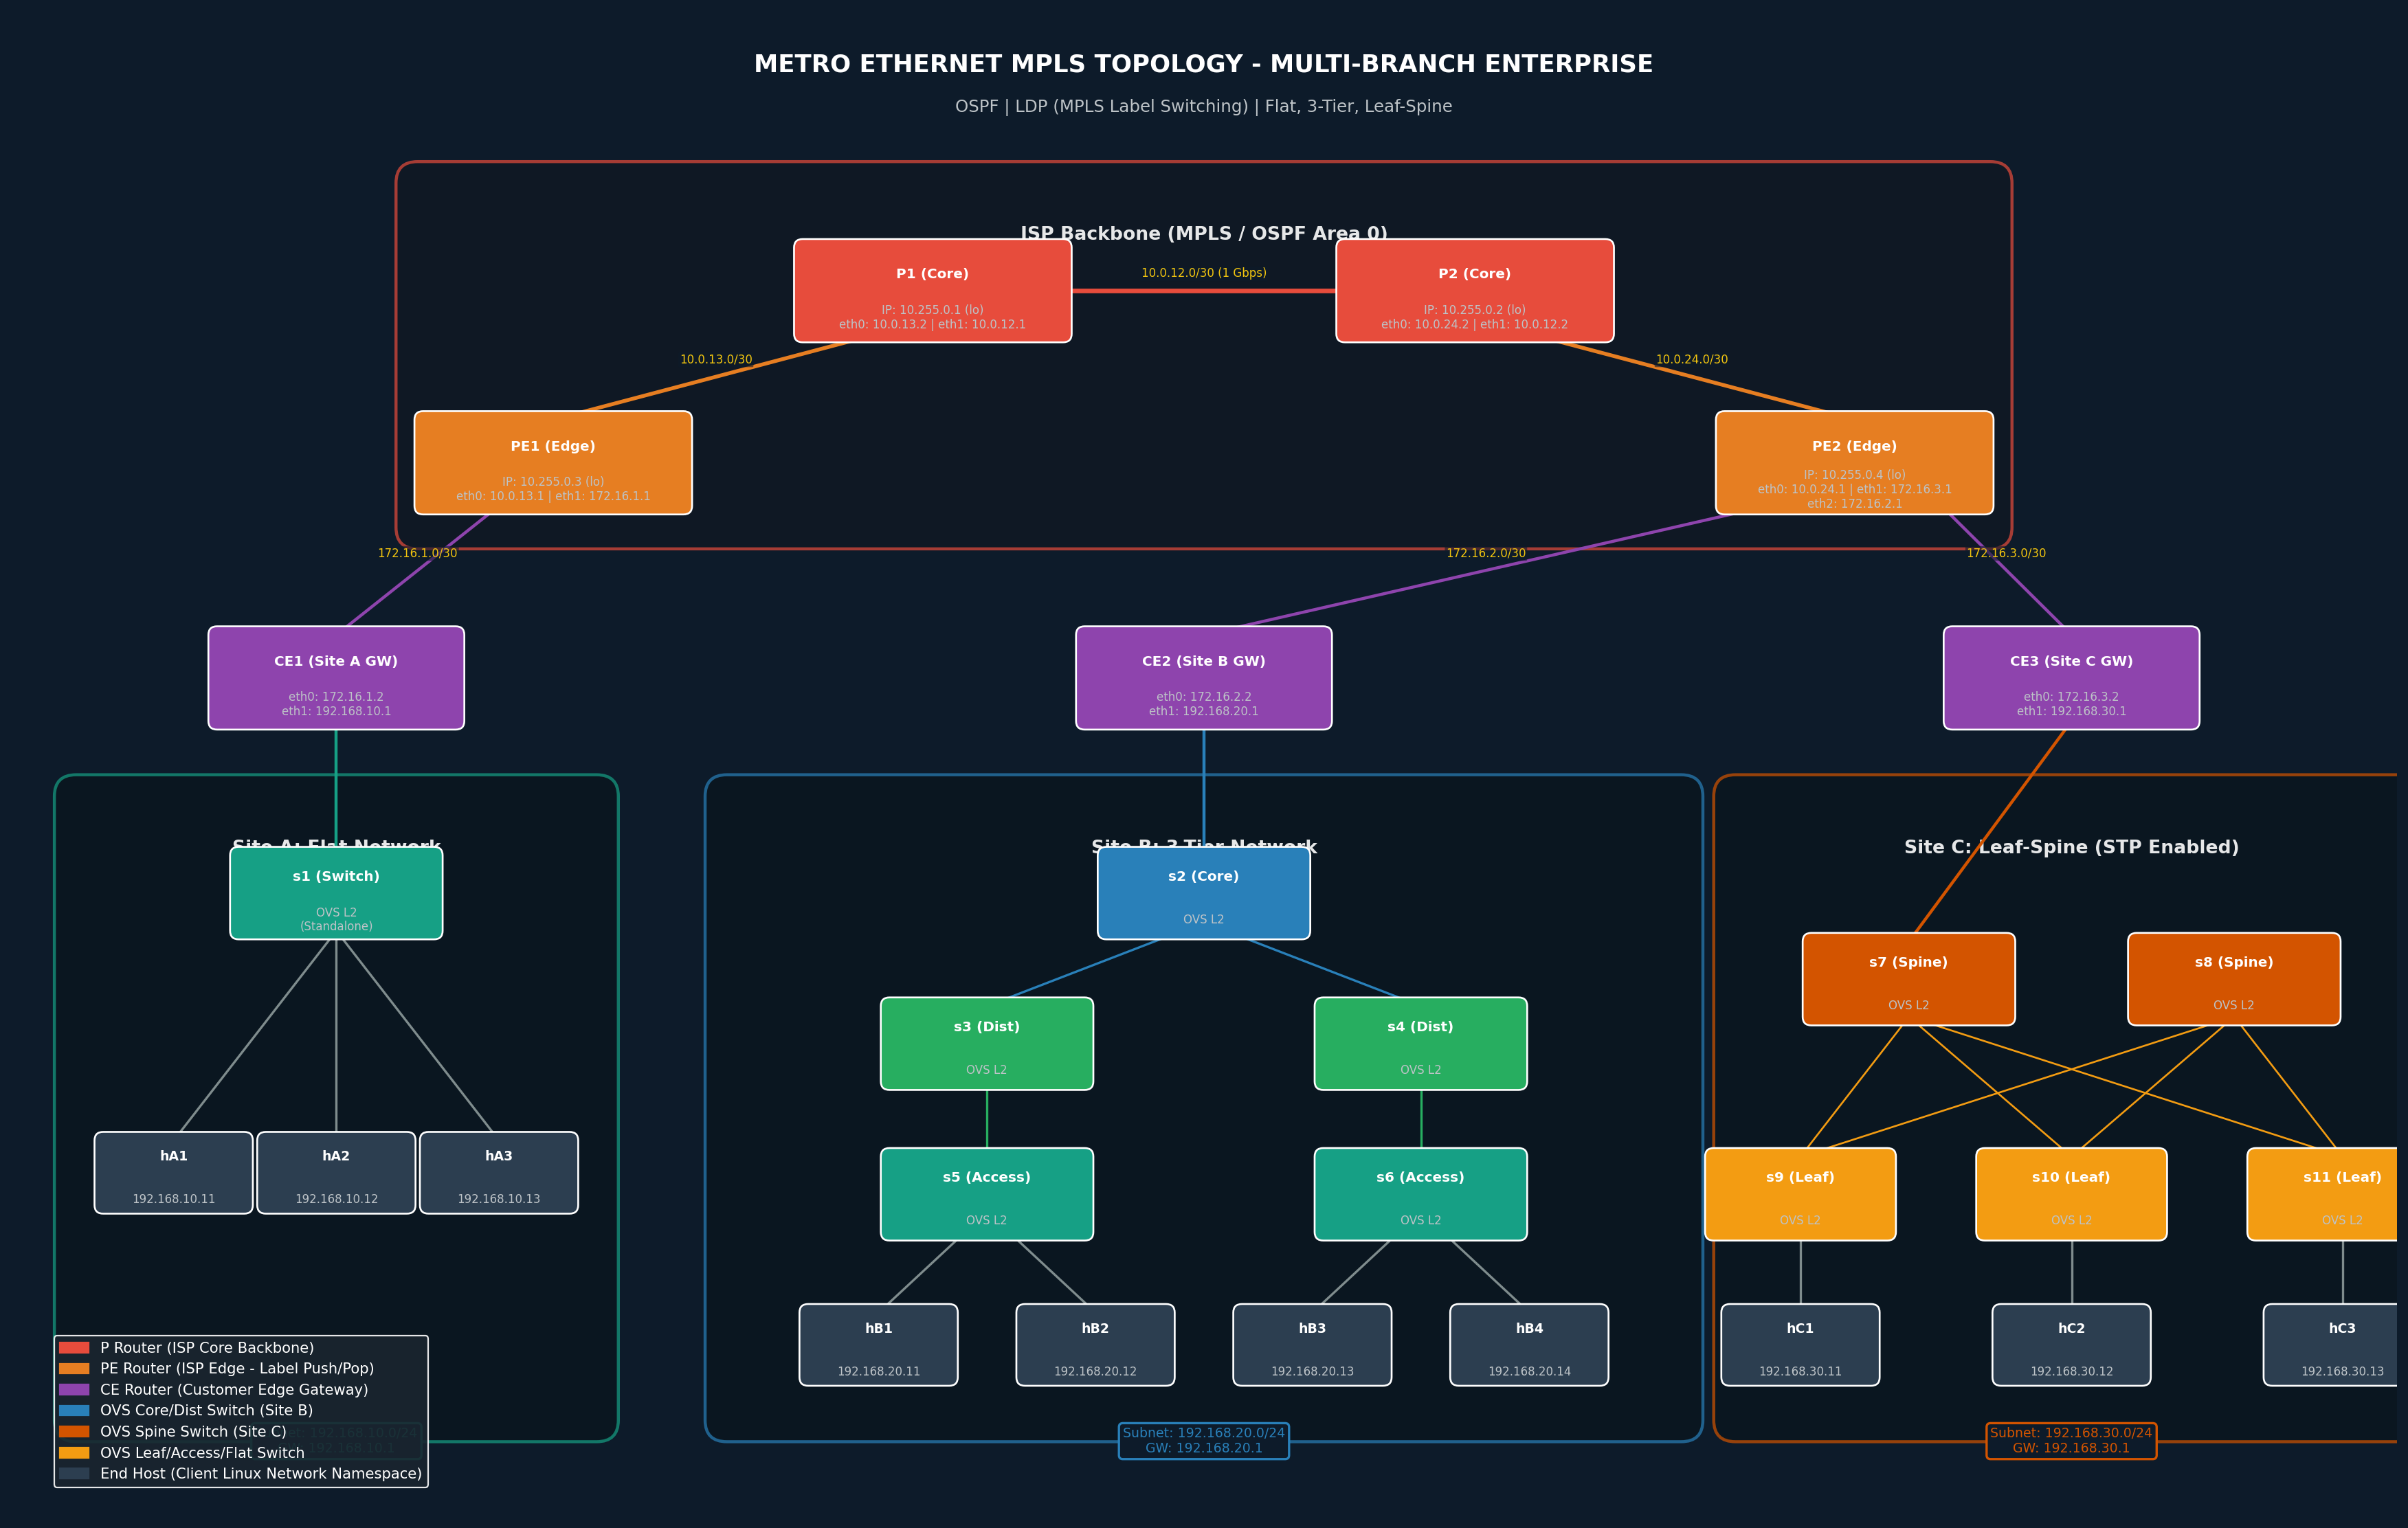 METRO ETHERNET MPLS TOPOLOGY - MULTI-BRANCH ENTERPRISE
OSPF | LDP (MPLS Label Switching) | Flat, 3-Tier, Leaf-Spine
ISP Backbone (MPLS / OSPF Area 0)
P1 (Core)
IP: 10.255.0.1 (lo)
eth0: 10.0.13.2 | eth1: 10.0.12.1
10.0.12.0/30 (1 Gbps)
P2 (Core)
IP: 10.255.0.2 (lo)
eth0: 10.0.24.2 | eth1: 10.0.12.2
10.0.13.0/30
10.0.24.0/30
PE1 (Edge)
IP: 10.255.0.3 (lo)
eth0: 10.0.13.1 | eth1: 172.16.1.1
PE2 (Edge)
IP: 10.255.0.4 (lo)
eth0: 10.0.24.1 | eth1: 172.16.3.1
eth2: 172.16.2.1
172.16.1.0/30
172.16.2.0/30
172.16.3.0/30
CE1 (Site A GW)
eth0: 172.16.1.2
eth1: 192.168.10.1
CE2 (Site B GW)
eth0: 172.16.2.2
eth1: 192.168.20.1
CE3 (Site C GW)
eth0: 172.16.3.2
eth1: 192.168.30.1
Site A: Flat Network
s1 (Switch)
OVS L2
(Standalone)
hA1
192.168.10.11
hA2
192.168.10.12
hA3
192.168.10.13
Site B: 3-Tier Network
s2 (Core)
OVS L2
s3 (Dist)
OVS L2
s4 (Dist)
OVS L2
s5 (Access)
OVS L2
s6 (Access)
OVS L2
hB1
192.168.20.11
hB2
192.168.20.12
hB3
192.168.20.13
hB4
192.168.20.14
Subnet: 192.168.20.0/24
GW: 192.168.20.1
Site C: Leaf-Spine (STP Enabled)
s7 (Spine)
OVS L2
s8 (Spine)
OVS L2
s9 (Leaf)
OVS L2
s10 (Leaf)
OVS L2
s11 (Leaf)
OVS L2
hC1
192.168.30.11
hC2
192.168.30.12
hC3
192.168.30.13
Subnet: 192.168.30.0/24
GW: 192.168.30.1
P Router (ISP Core Backbone)
PE Router (ISP Edge - Label Push/Pop)
CE Router (Customer Edge Gateway)
OVS Core/Dist Switch (Site B)
OVS Spine Switch (Site C)
OVS Leaf/Access/Flat Switch
End Host (Client Linux Network Namespace)